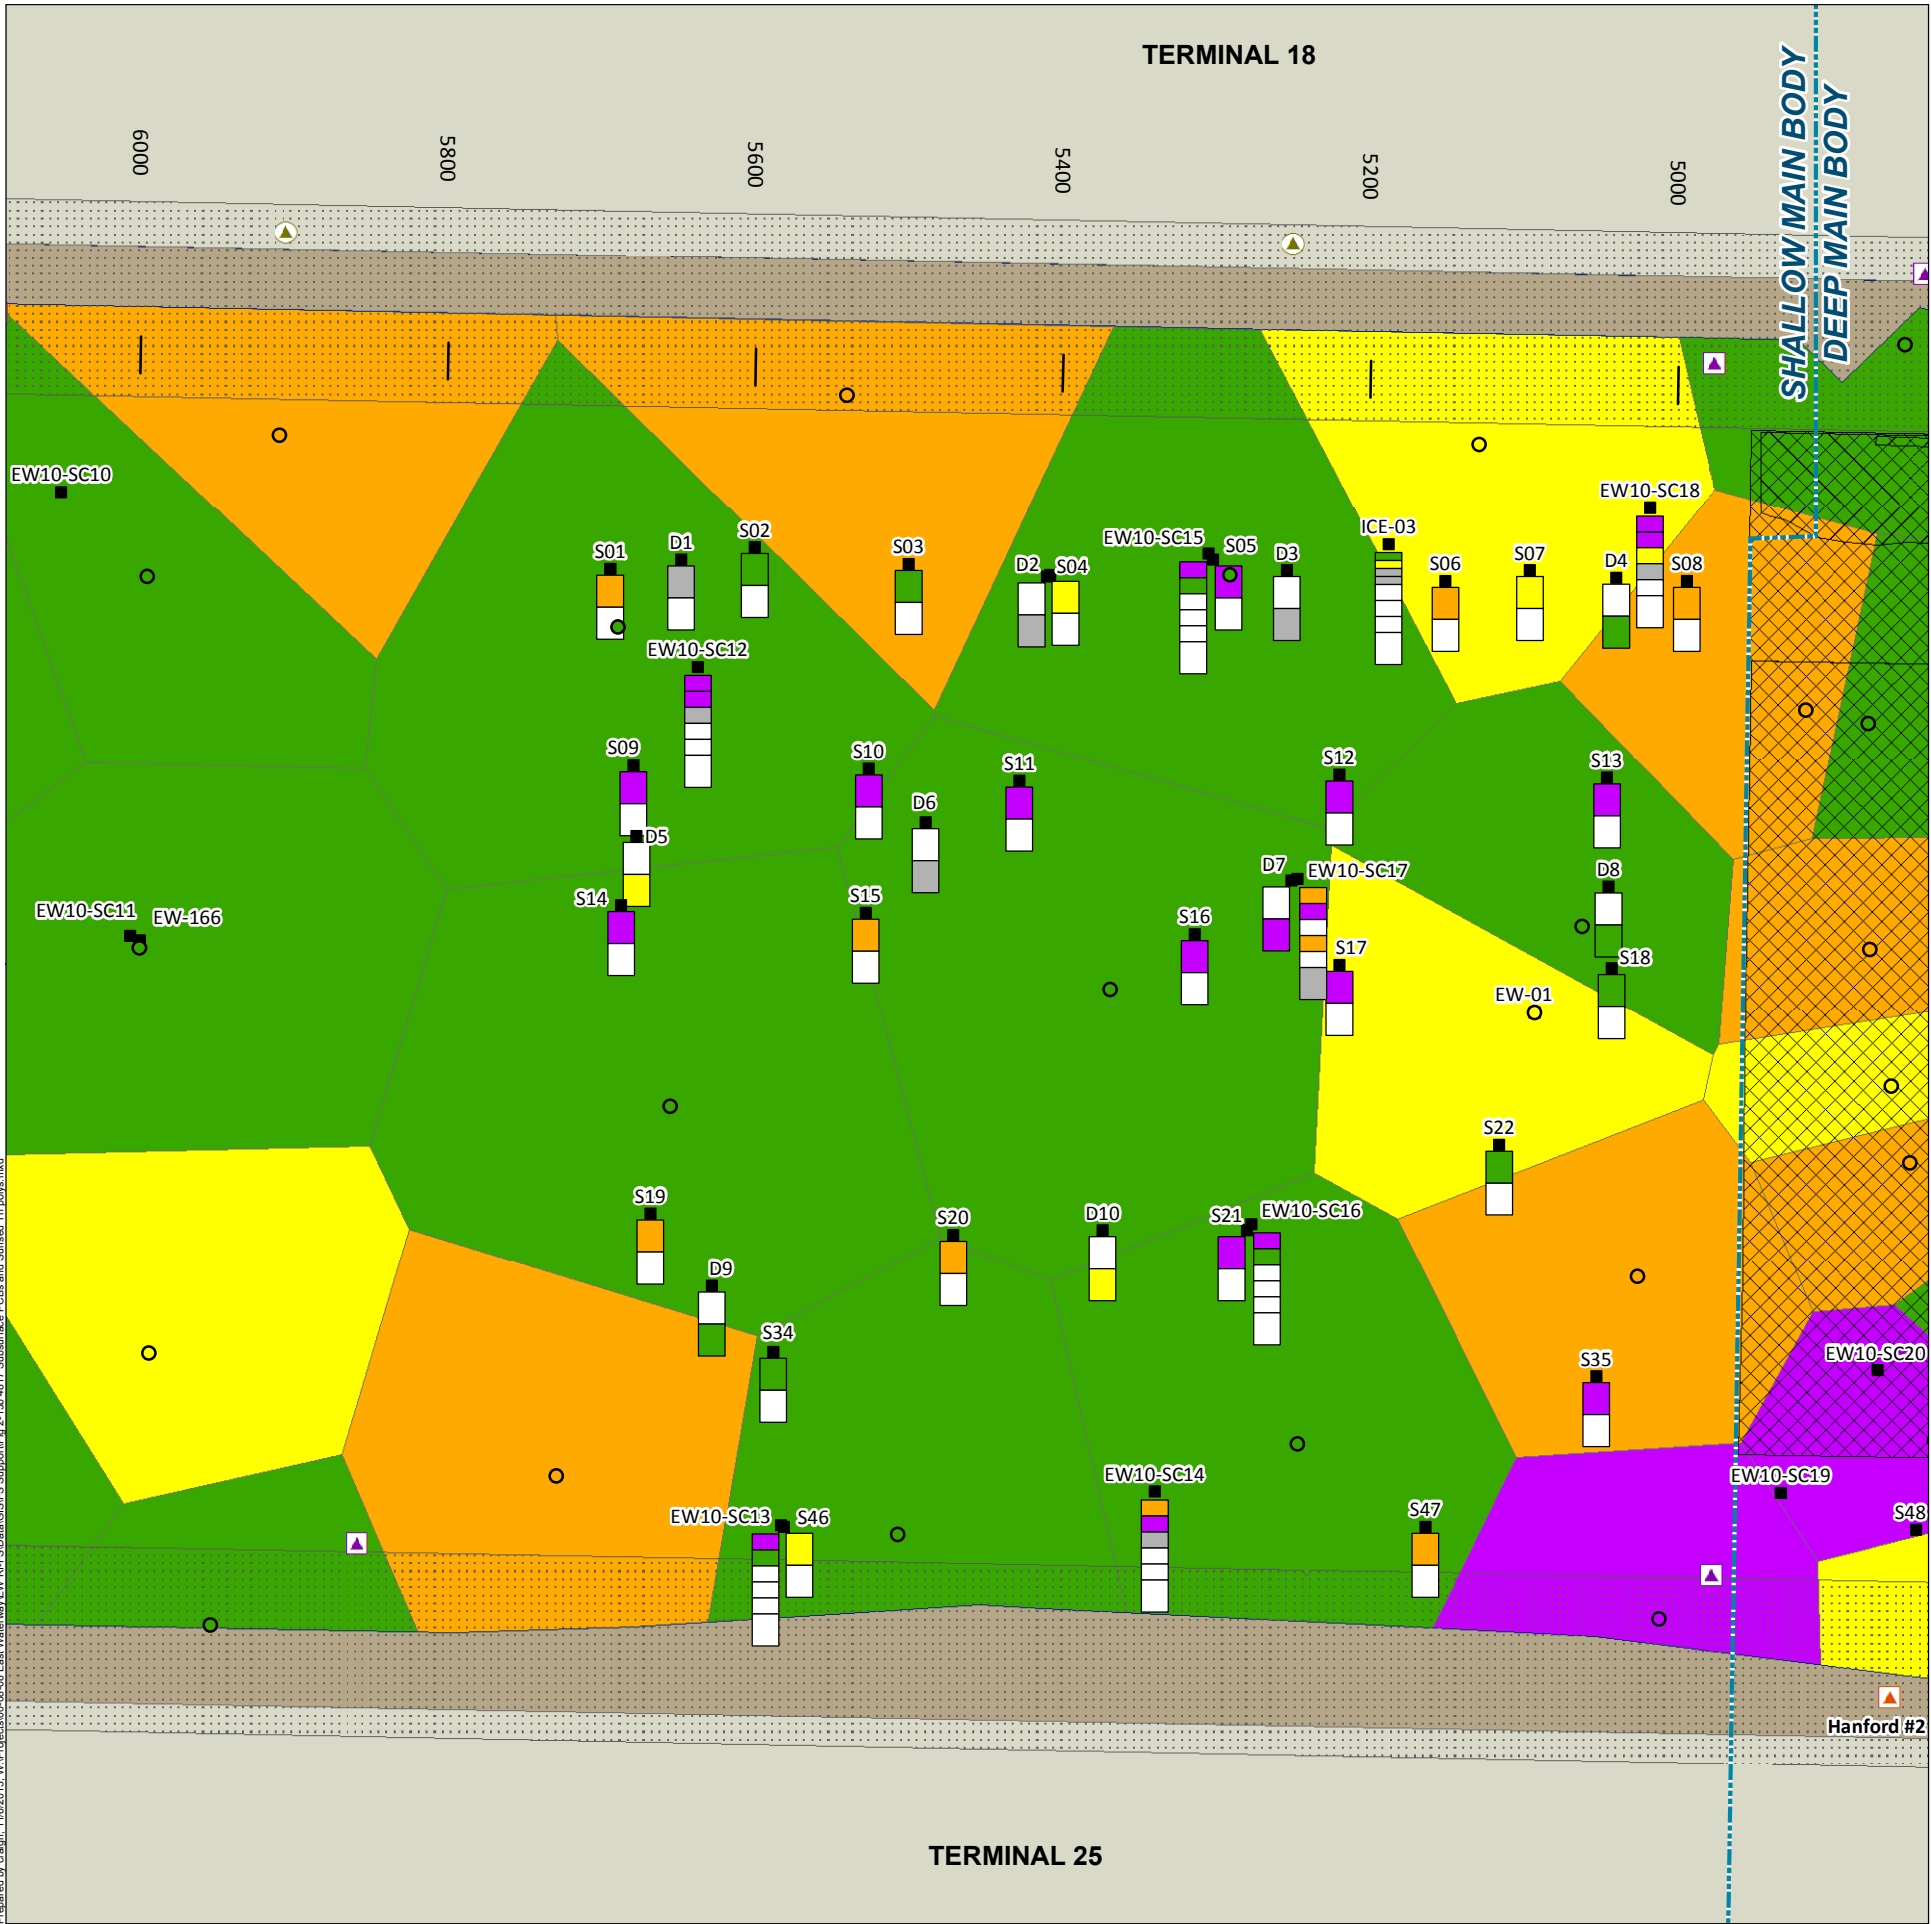 TERMINAL 18
6000
5800
5600
5400
5200
5000
SHALLOW MAIN BODY
DEEP MAIN BODY
EW10-SC10
EW10-SC18
S01
D1
S02
S03
D2
S04
EW10-SC15
S05
D3
ICE-03
S06
S07
D4
S08
EW10-SC12
S09
S10
S11
S12
S13
D6
D5
D7
EW10-SC17
D8
S14
S15
EW10-SC11
EW-166
S16
S17
S18
EW-01
S22
S19
S20
D10
S21
EW10-SC16
D9
S34
S35
EW10-SC20
EW10-SC14
EW10-SC19
EW10-SC13
S46
S47
S48
Hanford #2
TERMINAL 25